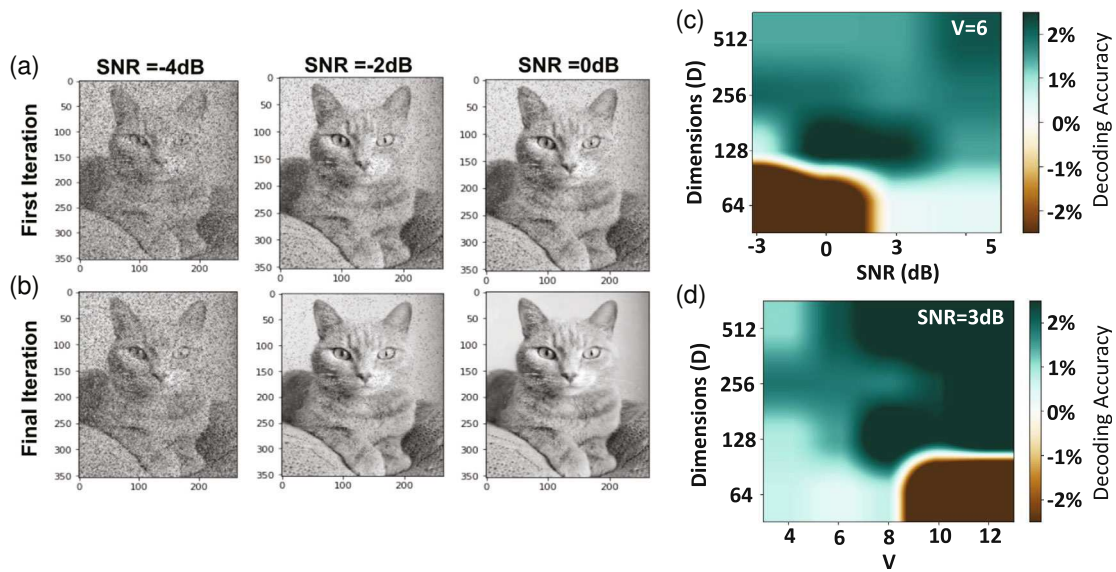 (a)
SNR =-4dB
SNR =-2dB
SNR =0dB
First Iteration
0
50
100
150
200
250
300
350
0 100 200
0
50
100
150
200
250
300
350
0 100 200
0
50
100
150
200
250
300
350
0 100 200
(b)
Final Iteration
0
50
100
150
200
250
300
350
0 100 200
0
50
100
150
200
250
300
350
0 100 200
0
50
100
150
200
250
300
350
0 100 200
(c)
V=6
Dimensions (D)
512
256
128
64
-3 0 3 5
SNR (dB)
2%
1%
0%
-1%
-2%
Decoding Accuracy
(d)
SNR=3dB
Dimensions (D)
512
256
128
64
4 6 8 10 12
V
2%
1%
0%
-1%
-2%
Decoding Accuracy